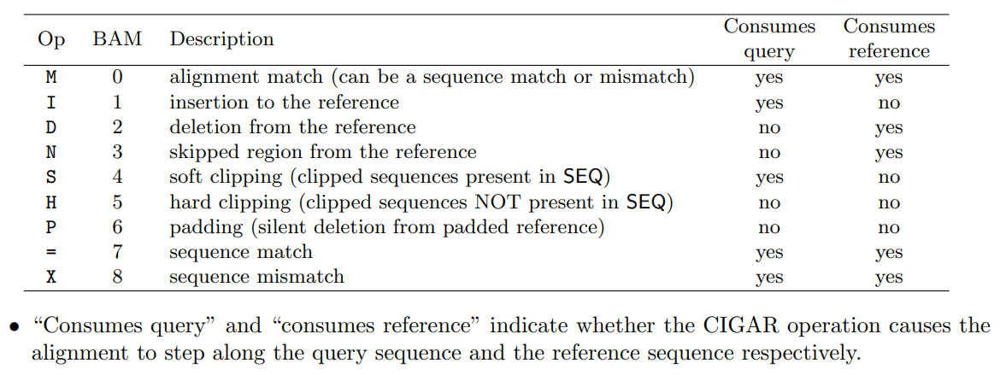 Op BAM Description Consumes query Consumes reference
M 0 alignment match (can be a sequence match or mismatch) yes yes
I 1 insertion to the reference yes no
D 2 deletion from the reference no yes
N 3 skipped region from the reference no yes
S 4 soft clipping (clipped sequences present in SEQ) yes no
H 5 hard clipping (clipped sequences NOT present in SEQ) no no
P 6 padding (silent deletion from padded reference) no no
= 7 sequence match yes yes
X 8 sequence mismatch yes yes
• “Consumes query” and “consumes reference” indicate whether the CIGAR operation causes the
alignment to step along the query sequence and the reference sequence respectively.